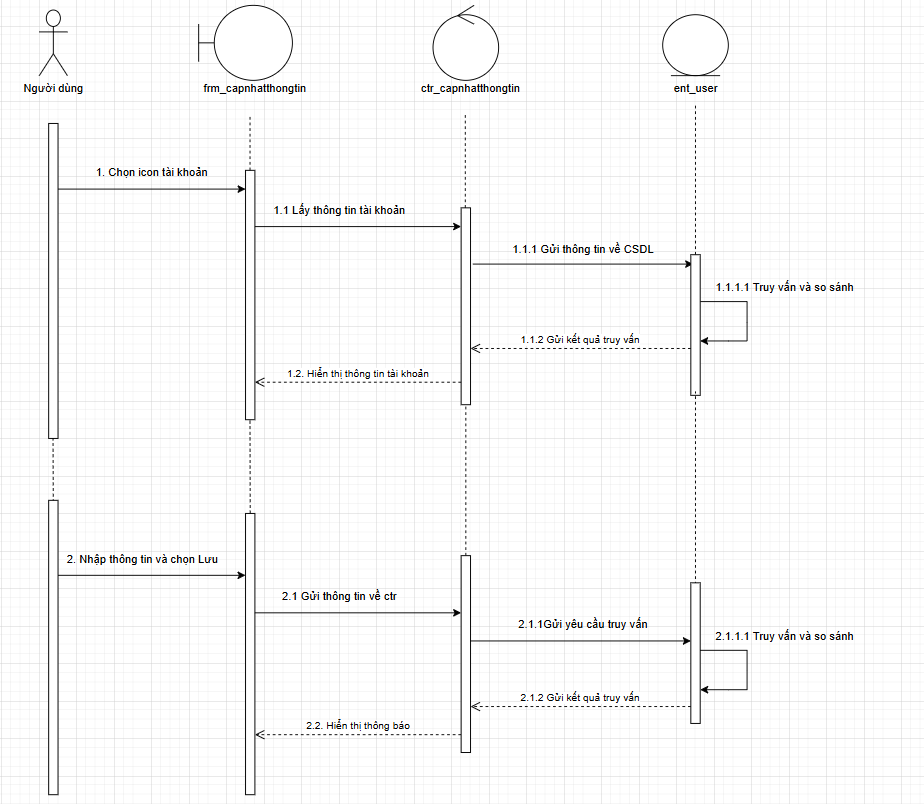 Người dùng
frm_capnhatthongtin
ctr_capnhatthongtin
ent_user
1. Chọn icon tài khoản
1.1 Lấy thông tin tài khoản
1.1.1 Gửi thông tin về CSDL
1.1.1.1 Truy vấn và so sánh
1.1.2 Gửi kết quả truy vấn
1.2. Hiển thị thông tin tài khoản
2. Nhập thông tin và chọn Lưu
2.1 Gửi thông tin về ctr
2.1.1Gửi yêu cầu truy vấn
2.1.1.1 Truy vấn và so sánh
2.1.2 Gửi kết quả truy vấn
2.2. Hiển thị thông báo